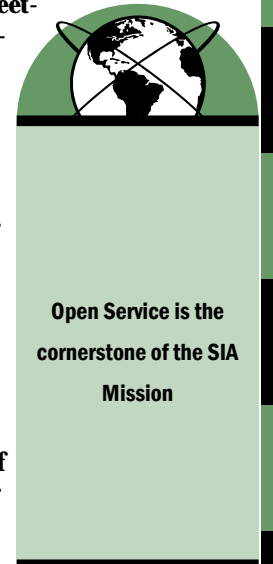 Open Service is the
cornerstone of the SIA
Mission